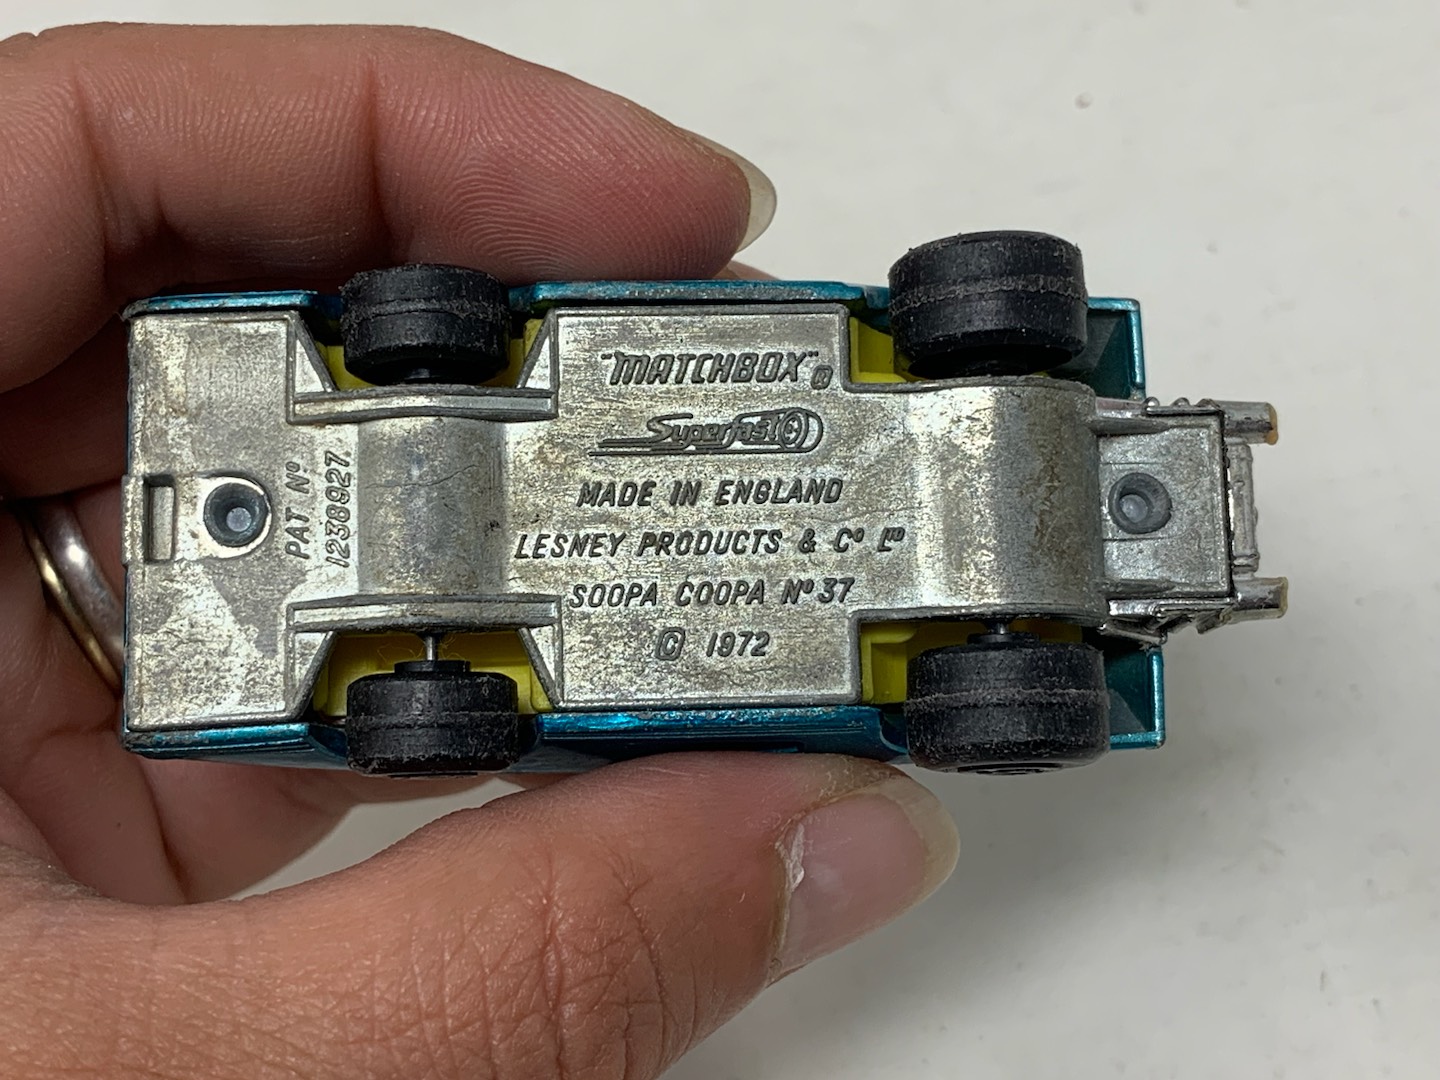 "MATCHBOX" ®
Superfast
MADE IN ENGLAND
LESNEY PRODUCTS & Cº Lᴰ
SOOPA COOPA Nº 37
© 1972
PAT Nº
1238927